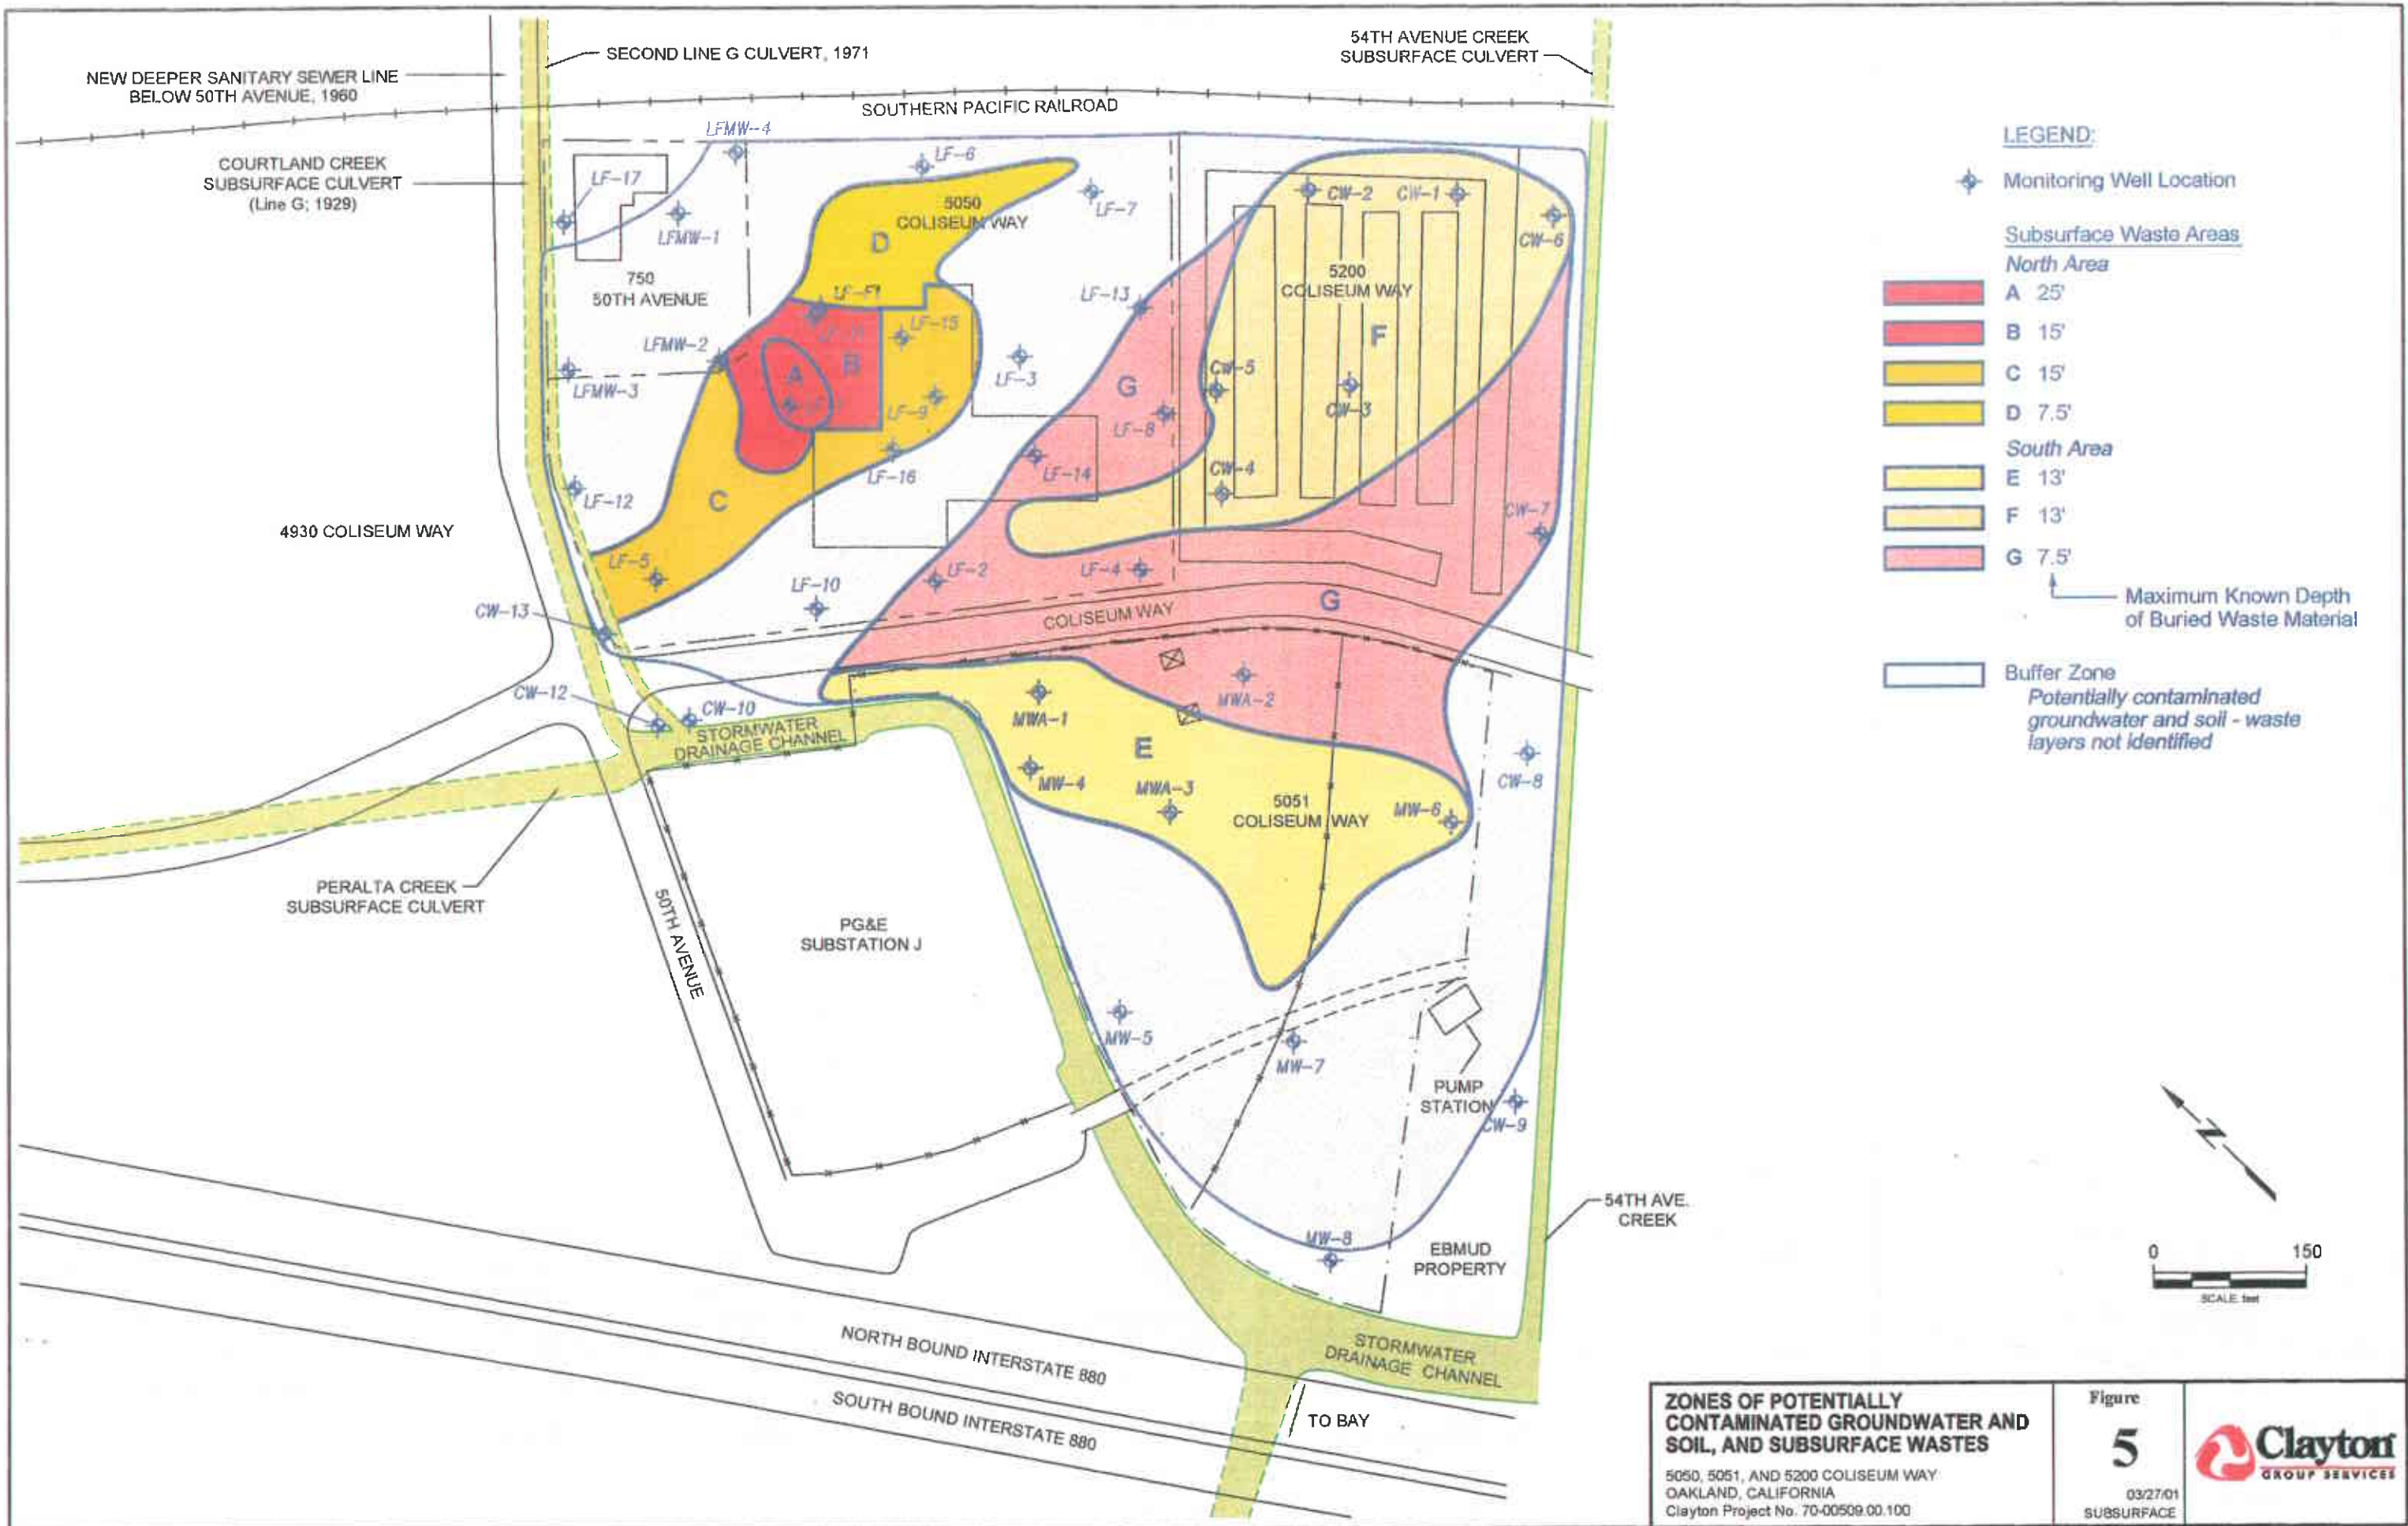 SECOND LINE G CULVERT, 1971
54TH AVENUE CREEK
SUBSURFACE CULVERT
NEW DEEPER SANITARY SEWER LINE
BELOW 50TH AVENUE, 1960
SOUTHERN PACIFIC RAILROAD
COURTLAND CREEK
SUBSURFACE CULVERT
(Line G; 1929)
LFMW-4
LF-17
LFMW-1
LF-6
LF-7
5050
COLISEUM WAY
D
750
50TH AVENUE
LF-F1
LF-15
LFMW-2
LFMW-3
A
B
LF-9
LF-3
LF-13
LF-16
C
LF-12
4930 COLISEUM WAY
LF-5
LF-10
LF-2
LF-4
LF-14
LF-8
G
CW-2
CW-1
CW-6
5200
COLISEUM WAY
F
CW-5
CW-3
CW-4
CW-7
G
COLISEUM WAY
CW-13
CW-12
CW-10
STORMWATER
DRAINAGE CHANNEL
MWA-1
MWA-2
E
MW-4
MWA-3
5051
COLISEUM WAY
MW-6
CW-8
PERALTA CREEK
SUBSURFACE CULVERT
50TH AVENUE
PG&E
SUBSTATION J
MW-5
MW-7
PUMP
STATION
CW-9
MW-8
EBMUD
PROPERTY
54TH AVE.
CREEK
STORMWATER
DRAINAGE CHANNEL
NORTH BOUND INTERSTATE 880
SOUTH BOUND INTERSTATE 880
TO BAY
LEGEND:
Monitoring Well Location
Subsurface Waste Areas
North Area
A 25'
B 15'
C 15'
D 7.5'
South Area
E 13'
F 13'
G 7.5'
Maximum Known Depth
of Buried Waste Material
Buffer Zone
Potentially contaminated
groundwater and soil - waste
layers not identified
N
0 150
SCALE feet
ZONES OF POTENTIALLY
CONTAMINATED GROUNDWATER AND
SOIL, AND SUBSURFACE WASTES
5050, 5051, AND 5200 COLISEUM WAY
OAKLAND, CALIFORNIA
Clayton Project No. 70-00509.00.100
Figure
5
03/27/01
SUBSURFACE
Clayton
GROUP SERVICES